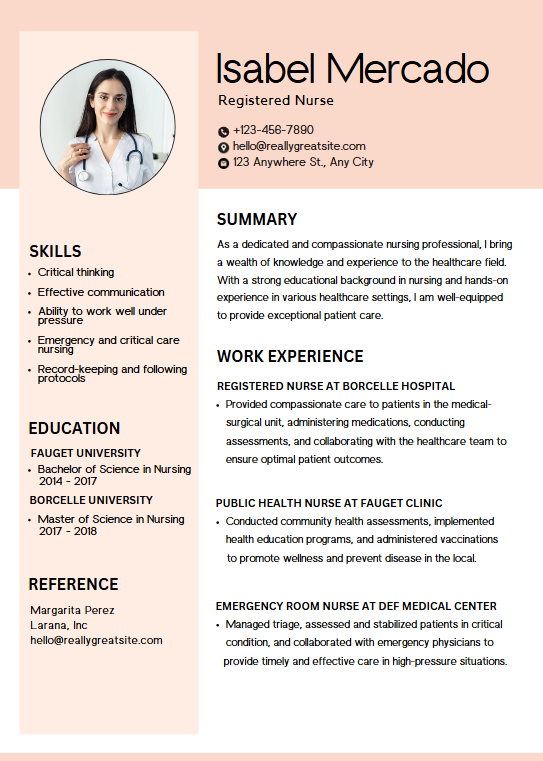 Isabel Mercado
Registered Nurse
+123-456-7890
hello@reallygreatsite.com
123 Anywhere St., Any City
SKILLS
• Critical thinking
• Effective communication
• Ability to work well under
pressure
• Emergency and critical care
nursing
• Record-keeping and following
protocols
EDUCATION
FAUGET UNIVERSITY
• Bachelor of Science in Nursing
2014 - 2017
BORCELLE UNIVERSITY
• Master of Science in Nursing
2017 - 2018
REFERENCE
Margarita Perez
Larana, Inc
hello@reallygreatsite.com
SUMMARY
As a dedicated and compassionate nursing professional, I bring
a wealth of knowledge and experience to the healthcare field.
With a strong educational background in nursing and hands-on
experience in various healthcare settings, I am well-equipped
to provide exceptional patient care.
WORK EXPERIENCE
REGISTERED NURSE AT BORCELLE HOSPITAL
• Provided compassionate care to patients in the medical-
surgical unit, administering medications, conducting
assessments, and collaborating with the healthcare team to
ensure optimal patient outcomes.
PUBLIC HEALTH NURSE AT FAUGET CLINIC
• Conducted community health assessments, implemented
health education programs, and administered vaccinations
to promote wellness and prevent disease in the local.
EMERGENCY ROOM NURSE AT DEF MEDICAL CENTER
• Managed triage, assessed and stabilized patients in critical
condition, and collaborated with emergency physicians to
provide timely and effective care in high-pressure situations.